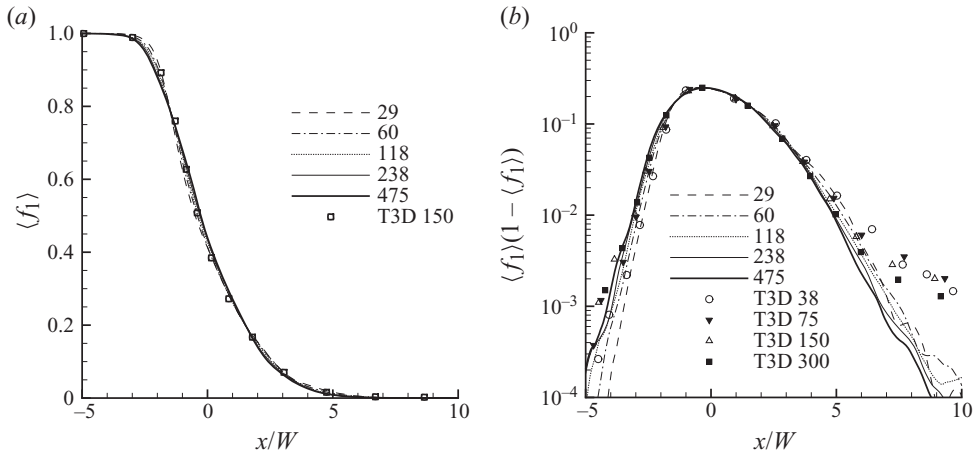 (a)
1.0
0.8
0.6
0.4
0.2
0
⟨f₁⟩
29
60
118
238
475
T3D 150
−5
0
5
10
x/W
(b)
10⁰
10⁻¹
10⁻²
10⁻³
10⁻⁴
⟨f₁⟩(1 − ⟨f₁⟩)
29
60
118
238
475
T3D 38
T3D 75
T3D 150
T3D 300
−5
0
5
10
x/W